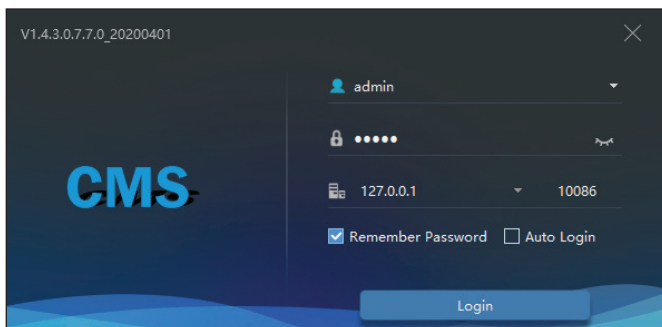 V1.4.3.0.7.7.0_20200401
admin
CMS
127.0.0.1 10086
Remember Password Auto Login
Login